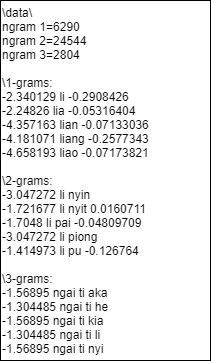 \data\
ngram 1=6290
ngram 2=24544
ngram 3=2804
\1-grams:
-2.340129 li -0.2908426
-2.24826 lia -0.05316404
-4.357163 lian -0.07133036
-4.181071 liang -0.2577343
-4.658193 liao -0.07173821
\2-grams:
-3.047272 li nyin
-1.721677 li nyit 0.0160711
-1.7048 li pai -0.04809709
-3.047272 li piong
-1.414973 li pu -0.126764
\3-grams:
-1.56895 ngai ti aka
-1.304485 ngai ti he
-1.56895 ngai ti kia
-1.304485 ngai ti li
-1.56895 ngai ti nyi